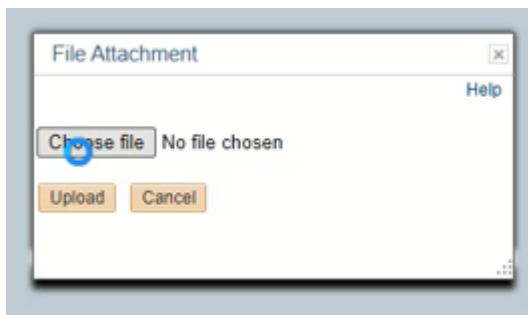 File Attachment
Help
Choose file No file chosen
Upload Cancel